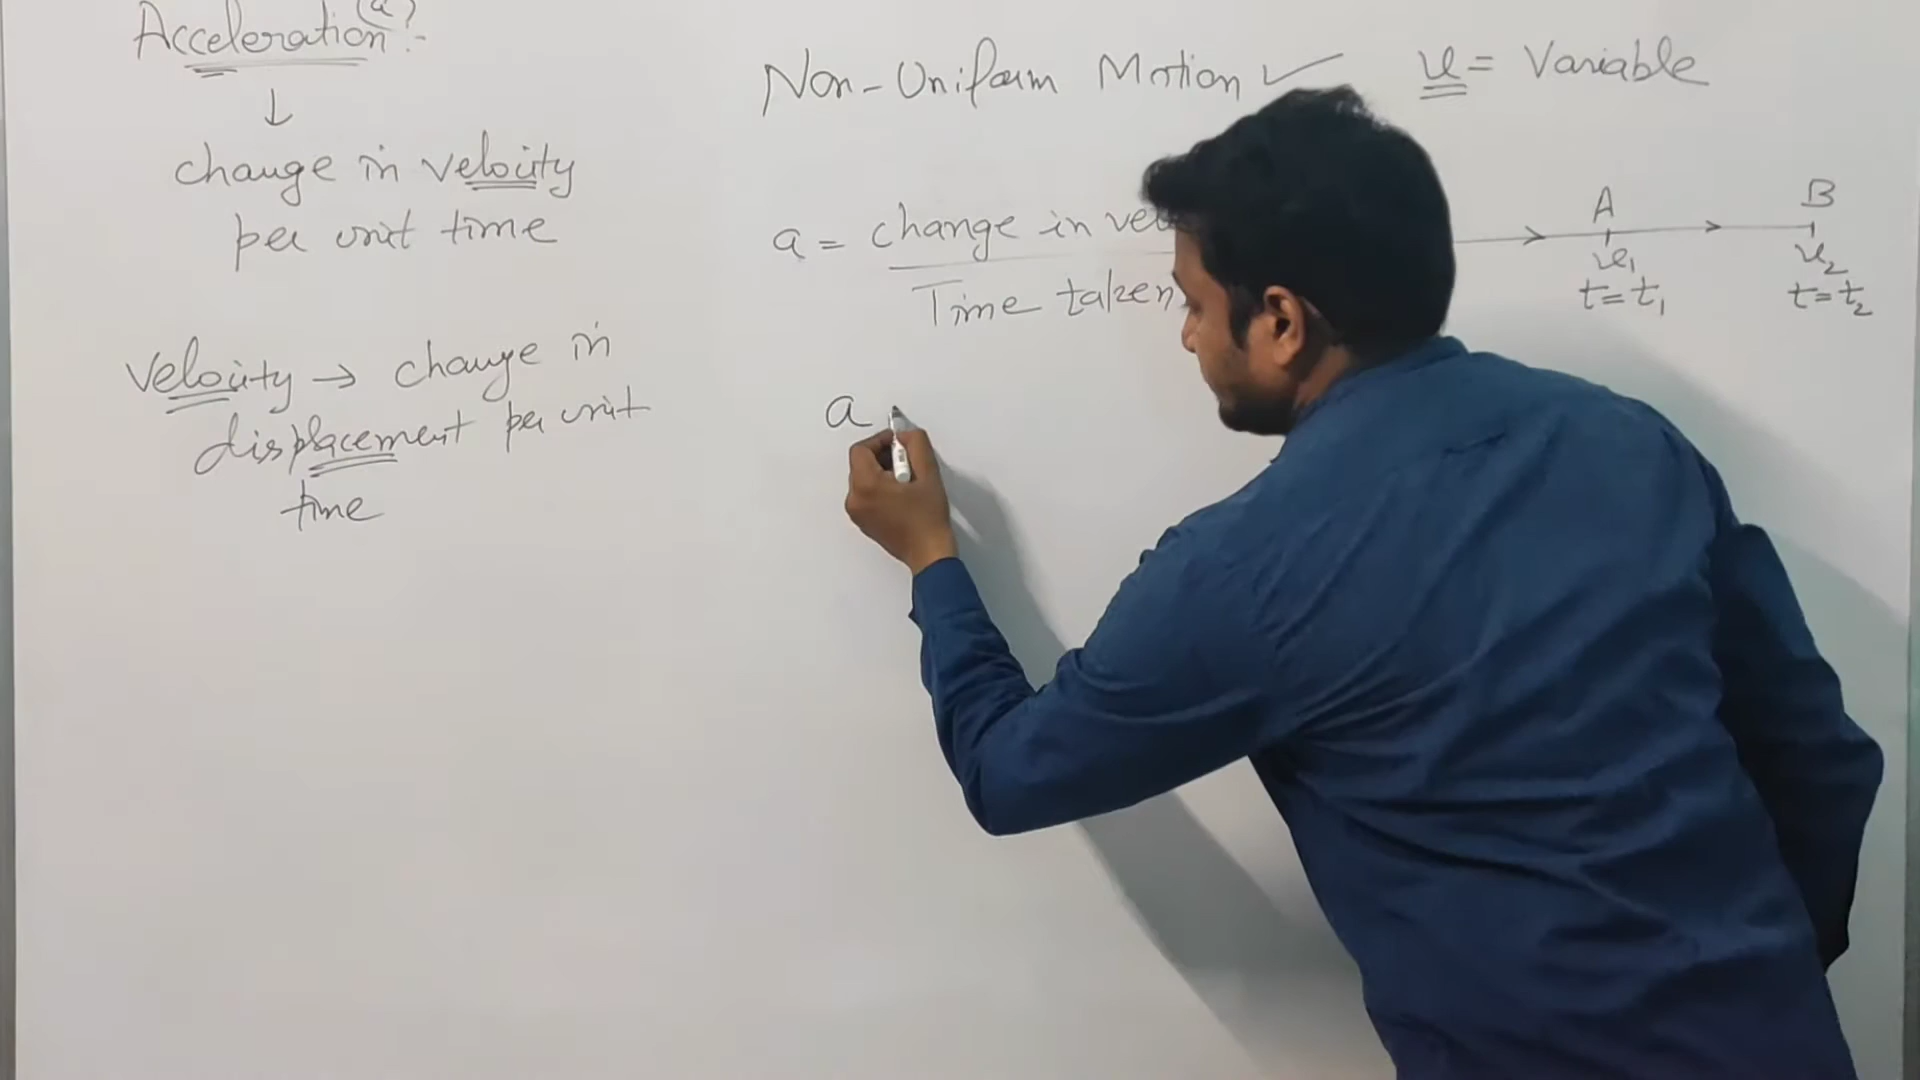 Acceleration (a) :-
↓
change in velocity
per unit time
velocity → change in
displacement per unit
time
Non-Uniform Motion ✓ v = Variable
a = change in
Time taken
A B
v₁ v₂
t=t₁ t=t₂
a